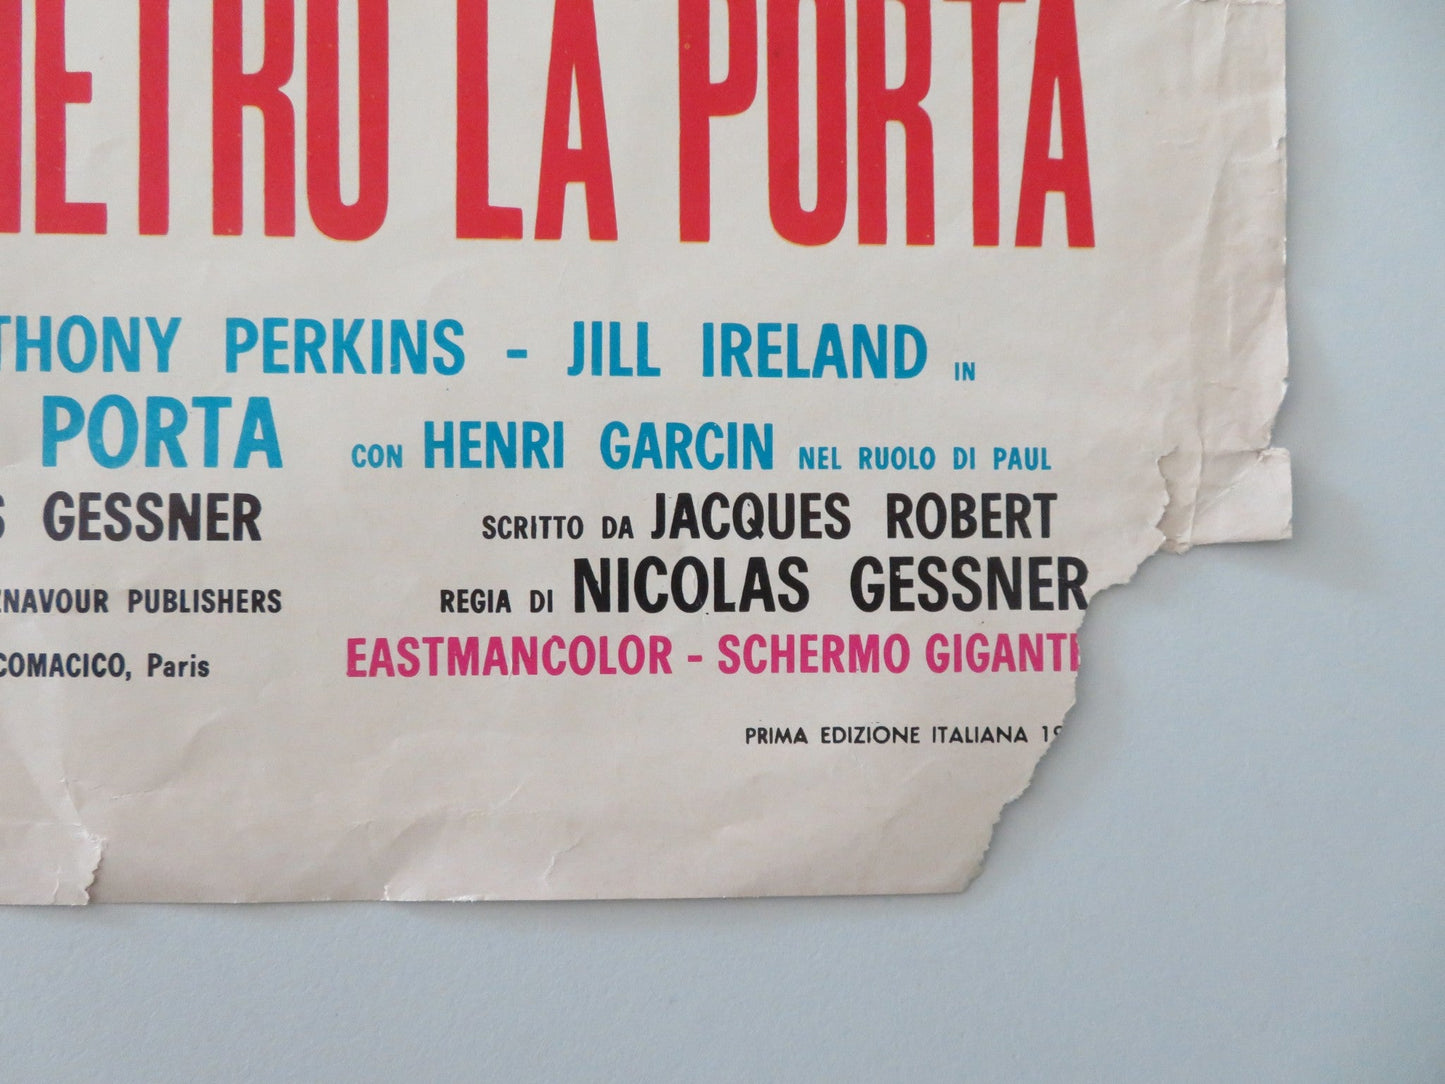 IETRO LA PORTA
THONY PERKINS - JILL IRELAND IN
PORTA CON HENRI GARCIN NEL RUOLO DI PAUL
S GESSNER SCRITTO DA JACQUES ROBERT
NAVOUR PUBLISHERS REGIA DI NICOLAS GESSNER
COMACICO, Paris EASTMANCOLOR - SCHERMO GIGANT
PRIMA EDIZIONE ITALIANA 19